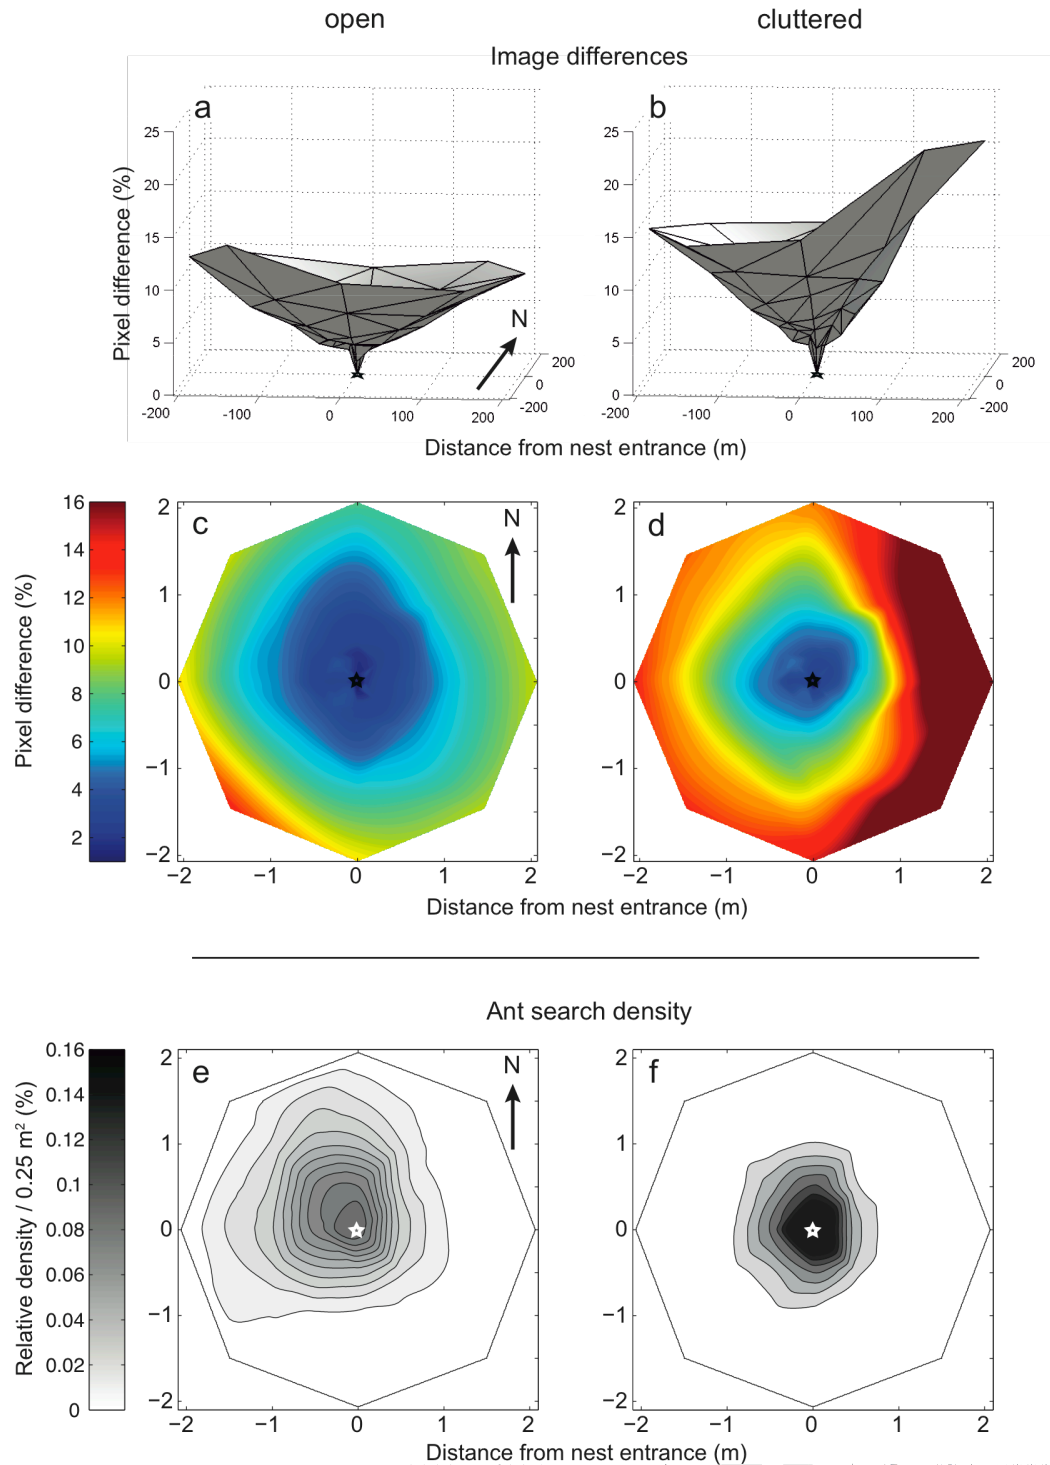 open cluttered
Image differences
a b
25 25
20 20
15 15
10 10
5 5
0 0
Pixel difference (%)
N
200 0 -200
200 0 -200
-200 -100 0 100 200
-200 -100 0 100 200
Distance from nest entrance (m)
16
14
12
10
8
6
4
2
Pixel difference (%)
c N d
2 2
1 1
0 0
−1 −1
−2 −2
−2 −1 0 1 2
−2 −1 0 1 2
Distance from nest entrance (m)
Ant search density
0.16
0.14
0.12
0.1
0.08
0.06
0.04
0.02
0
Relative density / 0.25 m² (%)
e N f
2 2
1 1
0 0
−1 −1
−2 −2
−2 −1 0 1 2
−2 −1 0 1 2
Distance from nest entrance (m)